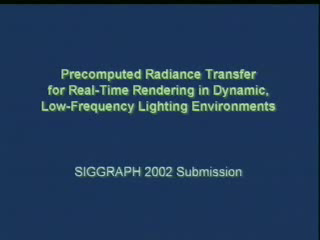 Precomputed Radiance Transfer
for Real-Time Rendering in Dynamic,
Low-Frequency Lighting Environments
SIGGRAPH 2002 Submission